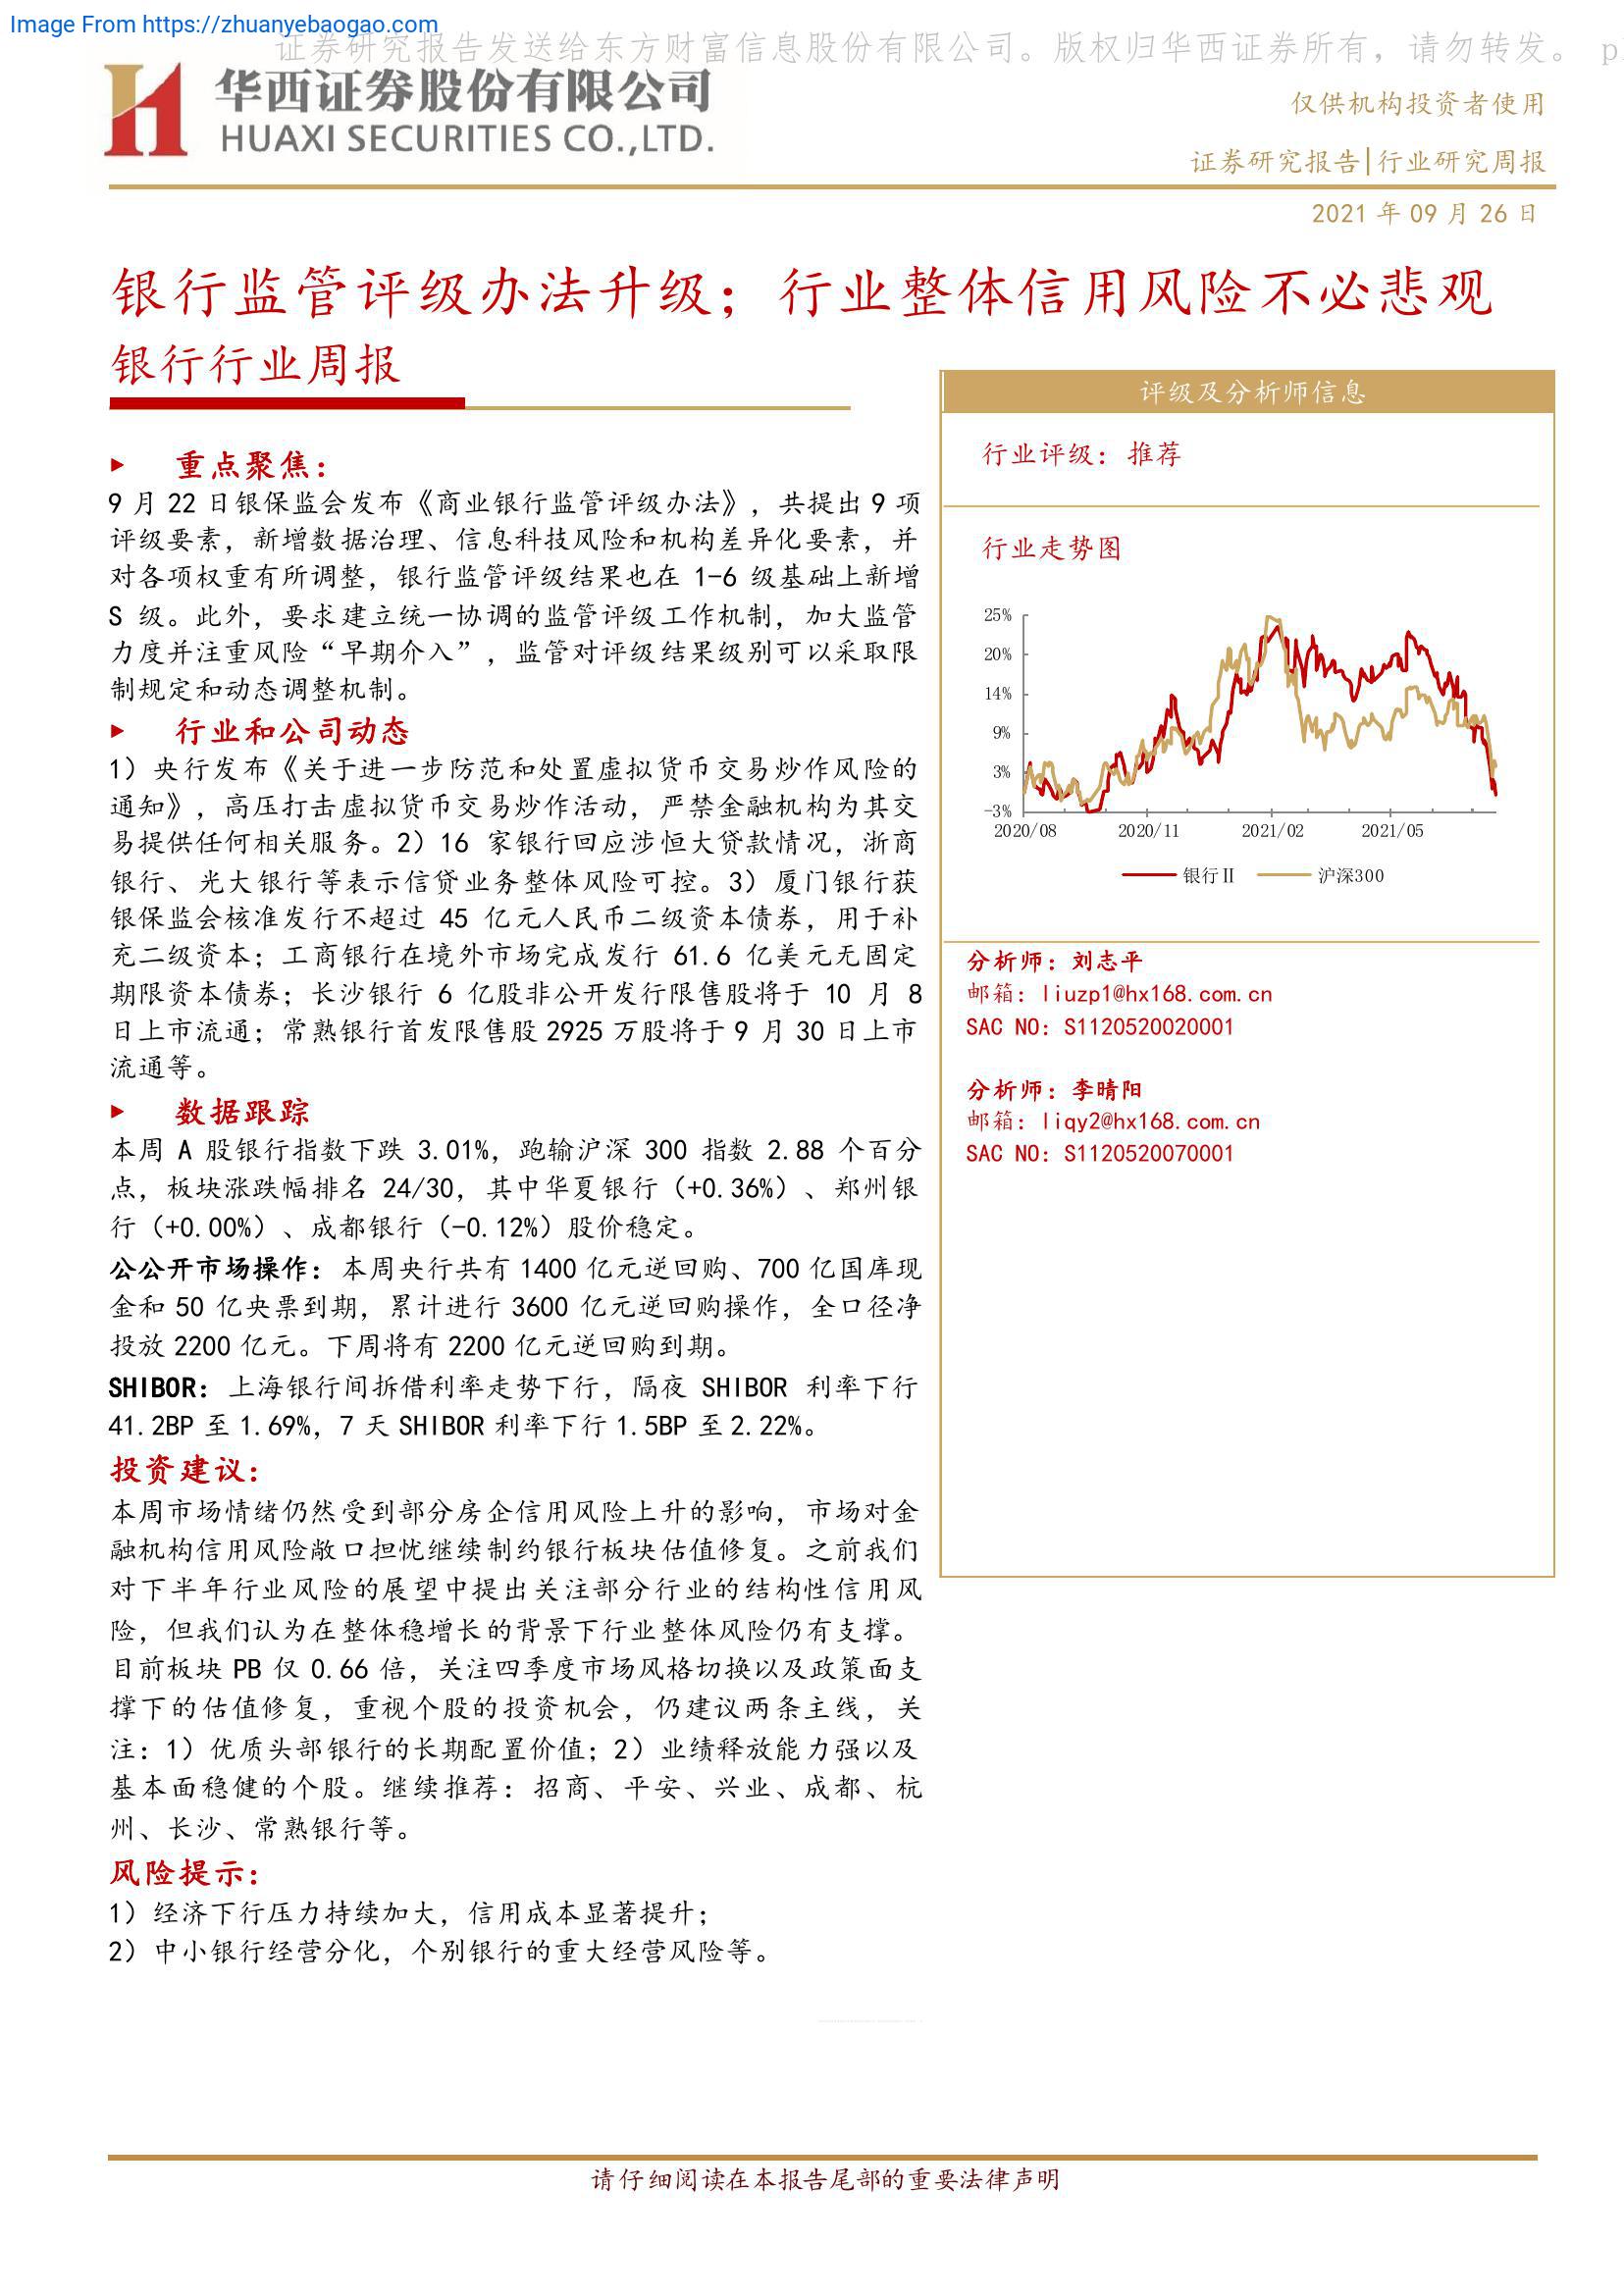 Image From https://zhuanyebaogao.com
证券研究报告发送给东方财富信息股份有限公司。版权归华西证券所有，请勿转发。 p
华西证券股份有限公司
HUAXI SECURITIES CO.,LTD.
仅供机构投资者使用
证券研究报告|行业研究周报
2021 年 09 月 26 日
银行监管评级办法升级；行业整体信用风险不必悲观
银行行业周报
重点聚焦：
9 月 22 日银保监会发布《商业银行监管评级办法》，共提出 9 项
评级要素，新增数据治理、信息科技风险和机构差异化要素，并
对各项权重有所调整，银行监管评级结果也在 1-6 级基础上新增
S 级。此外，要求建立统一协调的监管评级工作机制，加大监管
力度并注重风险“早期介入”，监管对评级结果级别可以采取限
制规定和动态调整机制。
行业和公司动态
1）央行发布《关于进一步防范和处置虚拟货币交易炒作风险的
通知》，高压打击虚拟货币交易炒作活动，严禁金融机构为其交
易提供任何相关服务。2）16 家银行回应涉恒大贷款情况，浙商
银行、光大银行等表示信贷业务整体风险可控。3）厦门银行获
银保监会核准发行不超过 45 亿元人民币二级资本债券，用于补
充二级资本；工商银行在境外市场完成发行 61.6 亿美元无固定
期限资本债券；长沙银行 6 亿股非公开发行限售股将于 10 月 8
日上市流通；常熟银行首发限售股 2925 万股将于 9 月 30 日上市
流通等。
数据跟踪
本周 A 股银行指数下跌 3.01%，跑输沪深 300 指数 2.88 个百分
点，板块涨跌幅排名 24/30，其中华夏银行（+0.36%）、郑州银
行（+0.00%）、成都银行（-0.12%）股价稳定。
公公开市场操作：本周央行共有 1400 亿元逆回购、700 亿国库现
金和 50 亿央票到期，累计进行 3600 亿元逆回购操作，全口径净
投放 2200 亿元。下周将有 2200 亿元逆回购到期。
SHIBOR：上海银行间拆借利率走势下行，隔夜 SHIBOR 利率下行
41.2BP 至 1.69%，7 天 SHIBOR 利率下行 1.5BP 至 2.22%。
投资建议：
本周市场情绪仍然受到部分房企信用风险上升的影响，市场对金
融机构信用风险敞口担忧继续制约银行板块估值修复。之前我们
对下半年行业风险的展望中提出关注部分行业的结构性信用风
险，但我们认为在整体稳增长的背景下行业整体风险仍有支撑。
目前板块 PB 仅 0.66 倍，关注四季度市场风格切换以及政策面支
撑下的估值修复，重视个股的投资机会，仍建议两条主线，关
注：1）优质头部银行的长期配置价值；2）业绩释放能力强以及
基本面稳健的个股。继续推荐：招商、平安、兴业、成都、杭
州、长沙、常熟银行等。
风险提示：
1）经济下行压力持续加大，信用成本显著提升；
2）中小银行经营分化，个别银行的重大经营风险等。
评级及分析师信息
行业评级：推荐
行业走势图
25%
20%
14%
9%
3%
-3%
2020/08 2020/11 2021/02 2021/05
银行Ⅱ 沪深300
分析师：刘志平
邮箱：liuzp1@hx168.com.cn
SAC NO：S1120520020001
分析师：李晴阳
邮箱：liqy2@hx168.com.cn
SAC NO：S1120520070001
请仔细阅读在本报告尾部的重要法律声明